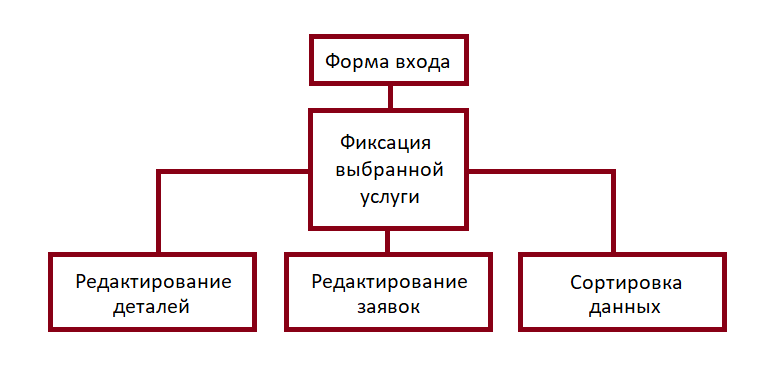 Форма входа
Фиксация
выбранной
услуги
Редактирование
деталей
Редактирование
заявок
Сортировка
данных